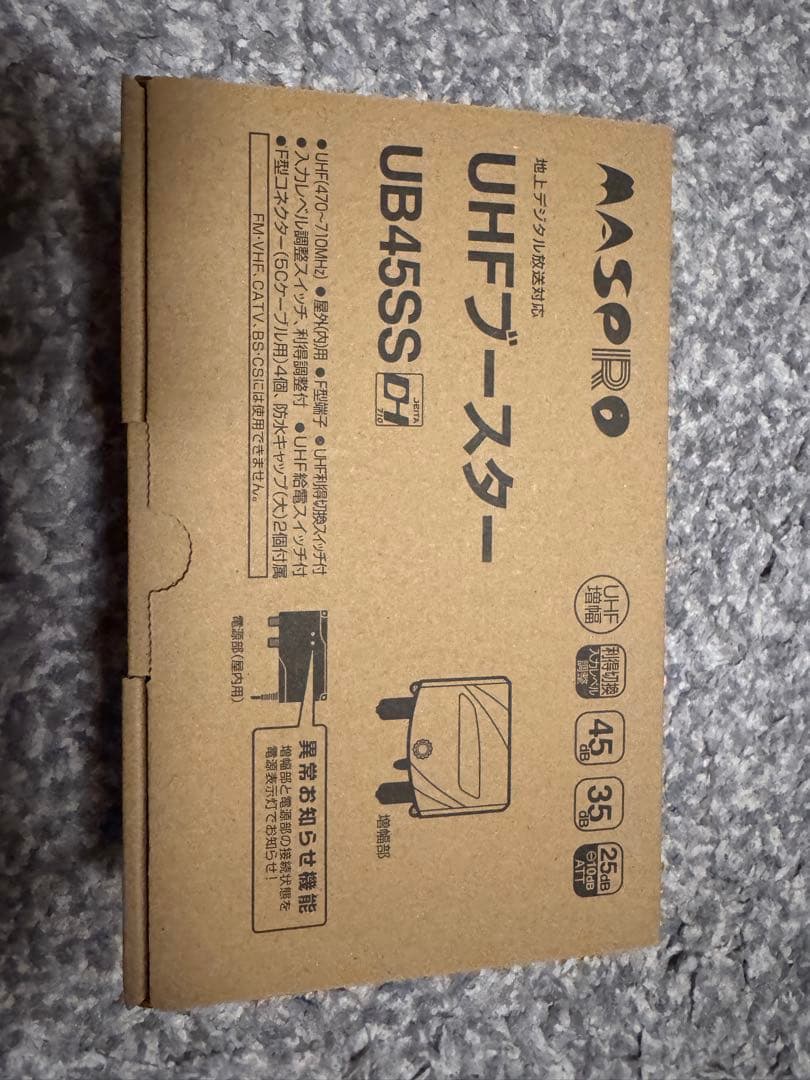 MASPRO
地上デジタル放送対応
UHFブースター
UB45SS
JEITA
DH
710
●UHF(470~710MHz) ●屋外(内)用 ●F型端子 ●UHF利得切換スイッチ付
●入力レベル調整スイッチ、利得調整付 ●UHF給電スイッチ付
●F型コネクター(5Cケーブル用)4個、防水キャップ(大)2個付属
FM・VHF、CATV、BS・CSには使用できません。
UHF
増幅
利得切換
入力レベル
調整
45
dB
35
dB
25dB
⊖10dB
ATT
増幅部
電源部(屋内用)
異常お知らせ機能
増幅部と電源部の接続状態を
電源表示灯でお知らせ!